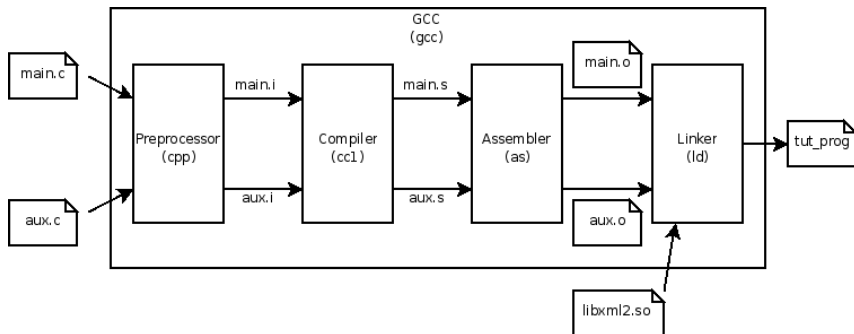 GCC
(gcc)
main.c
main.i
main.s
main.o
Preprocessor
(cpp)
Compiler
(cc1)
Assembler
(as)
Linker
(ld)
tut_prog
aux.c
aux.i
aux.s
aux.o
libxml2.so